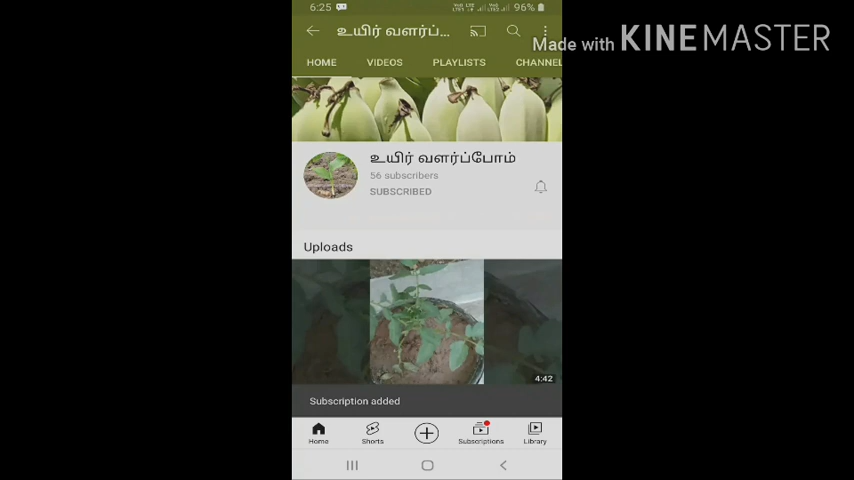 6:25 96%
உயிர் வளர்ப்...
Made with KINEMASTER
HOME VIDEOS PLAYLISTS CHANNEL
உயிர் வளர்ப்போம்
56 subscribers
SUBSCRIBED
Uploads
4:42
Subscription added
Home Shorts Subscriptions Library